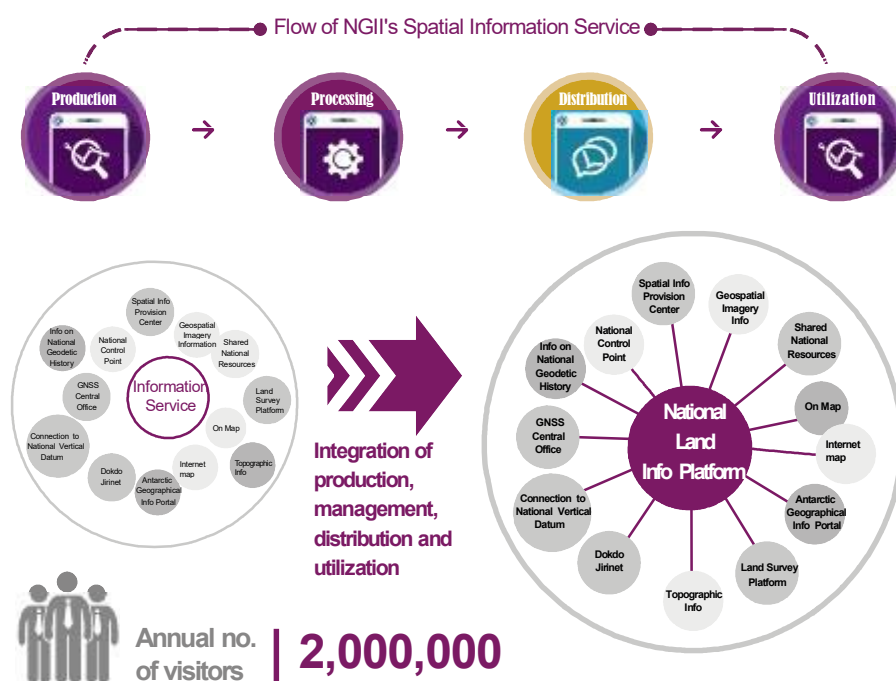 Flow of NGII's Spatial Information Service
Production
Processing
Distribution
Utilization
Spatial Info
Provision
Center
Geospatial
Imagery
Information
Shared
National
Resources
Info on
National
Geodetic
History
National
Control
Point
Information
Service
GNSS
Central
Office
Land
Survey
Platform
On Map
Connection to
National Vertical
Datum
Internet
map
Topographic
Info
Dokdo
Jirinet
Antarctic
Geographical
Info Portal
Integration of
production,
management,
distribution and
utilization
Spatial Info
Provision
Center
Geospatial
Imagery
Info
National
Control
Point
Shared
National
Resources
Info on
National
Geodetic
History
National
Land
Info Platform
On Map
GNSS
Central
Office
Internet
map
Connection to
National Vertical
Datum
Antarctic
Geographical
Info Portal
Dokdo
Jirinet
Land Survey
Platform
Topographic
Info
Annual no.
of visitors
2,000,000